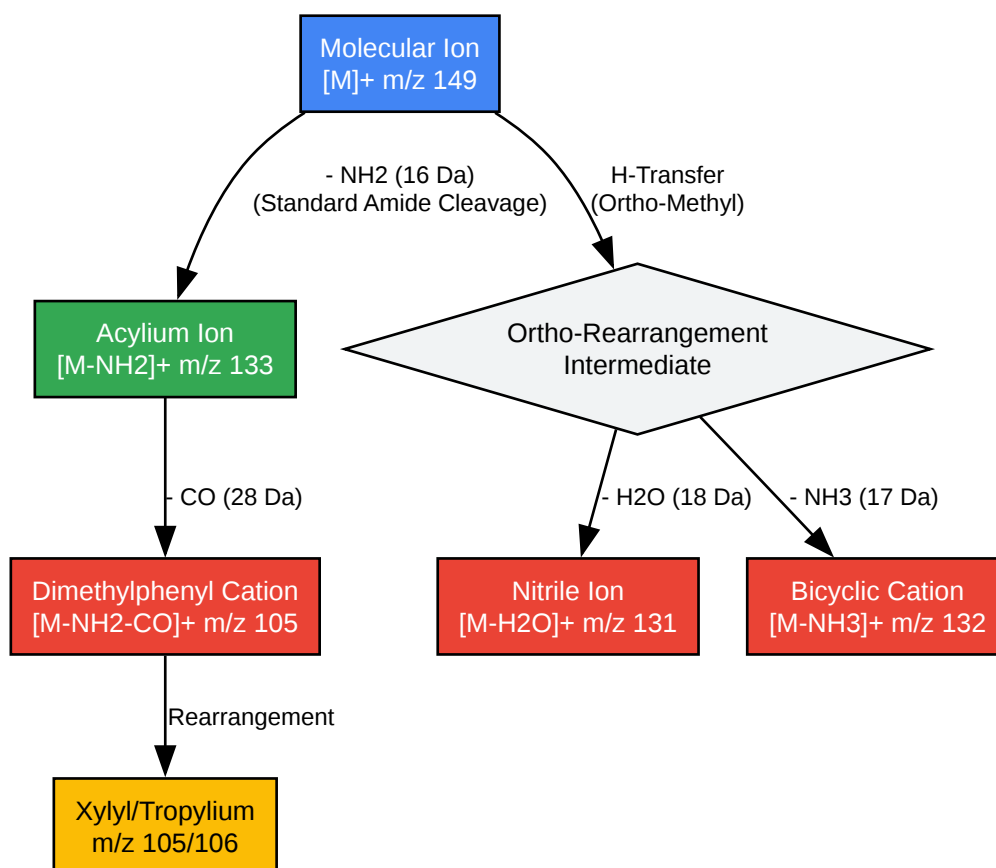 Molecular Ion
[M]+ m/z 149
- NH2 (16 Da)
(Standard Amide Cleavage)
H-Transfer
(Ortho-Methyl)
Acylium Ion
[M-NH2]+ m/z 133
Ortho-Rearrangement
Intermediate
- CO (28 Da)
- H2O (18 Da)
- NH3 (17 Da)
Dimethylphenyl Cation
[M-NH2-CO]+ m/z 105
Nitrile Ion
[M-H2O]+ m/z 131
Bicyclic Cation
[M-NH3]+ m/z 132
Rearrangement
Xylyl/Tropylium
m/z 105/106